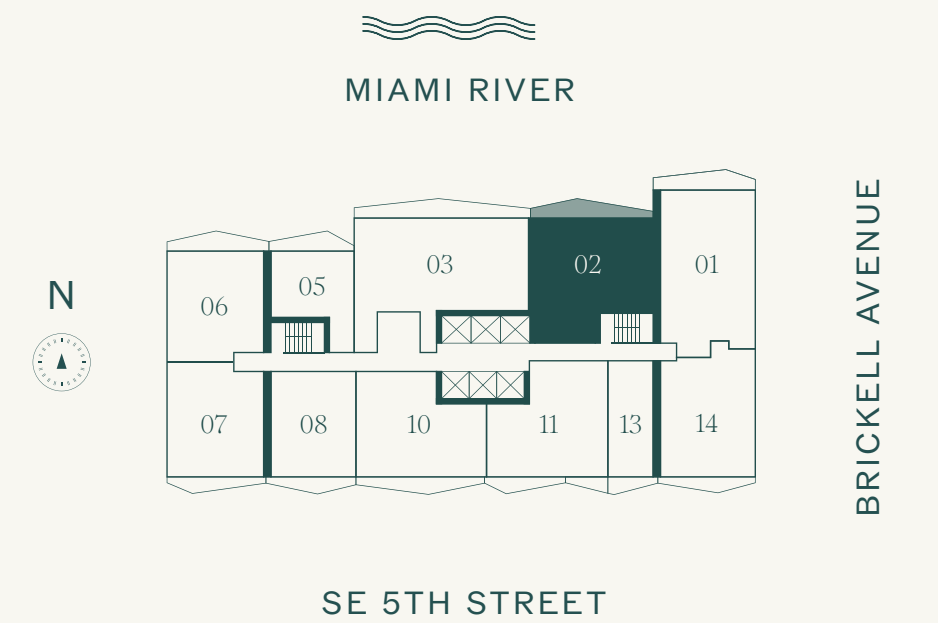 MIAMI RIVER
BRICKELL AVENUE
N
03
02
01
05
06
07
08
10
11
13
14
SE 5TH STREET